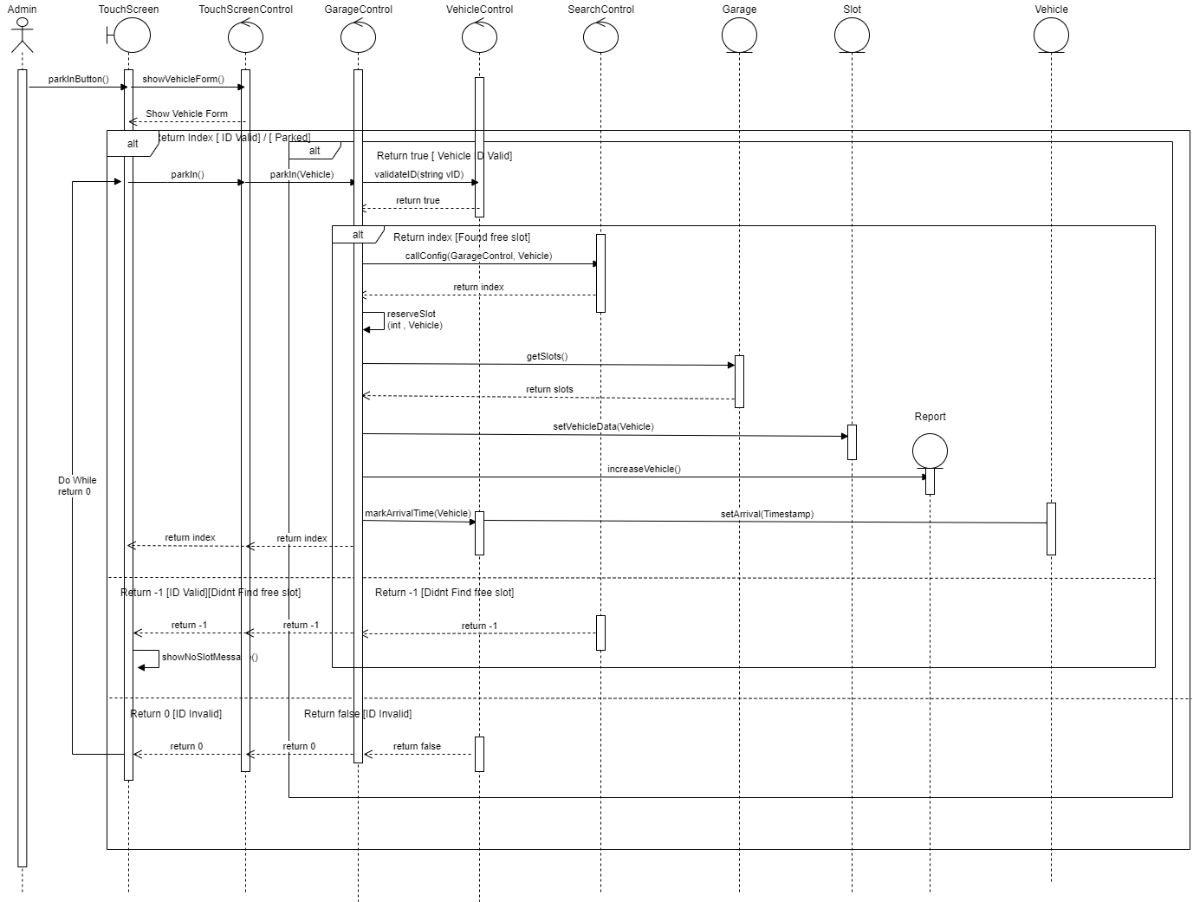 Admin
TouchScreen
TouchScreenControl
GarageControl
VehicleControl
SearchControl
Garage
Slot
Vehicle
parkInButton()
showVehicleForm()
Show Vehicle Form
alt
Return Index [ ID Valid] / [ Parked]
alt
Return true [ Vehicle ID Valid]
parkIn()
parkIn(Vehicle)
validateID(string vID)
return true
alt
Return index [Found free slot]
callConfig(GarageControl, Vehicle)
return index
reserveSlot
(int , Vehicle)
getSlots()
return slots
Report
setVehicleData(Vehicle)
increaseVehicle()
Do While
return 0
markArrivalTime(Vehicle)
setArrival(Timestamp)
return index
return index
Return -1 [ID Valid][Didnt Find free slot]
Return -1 [Didnt Find free slot]
return -1
return -1
return -1
showNoSlotMessage()
Return 0 [ID Invalid]
Return false [ID Invalid]
return 0
return 0
return false